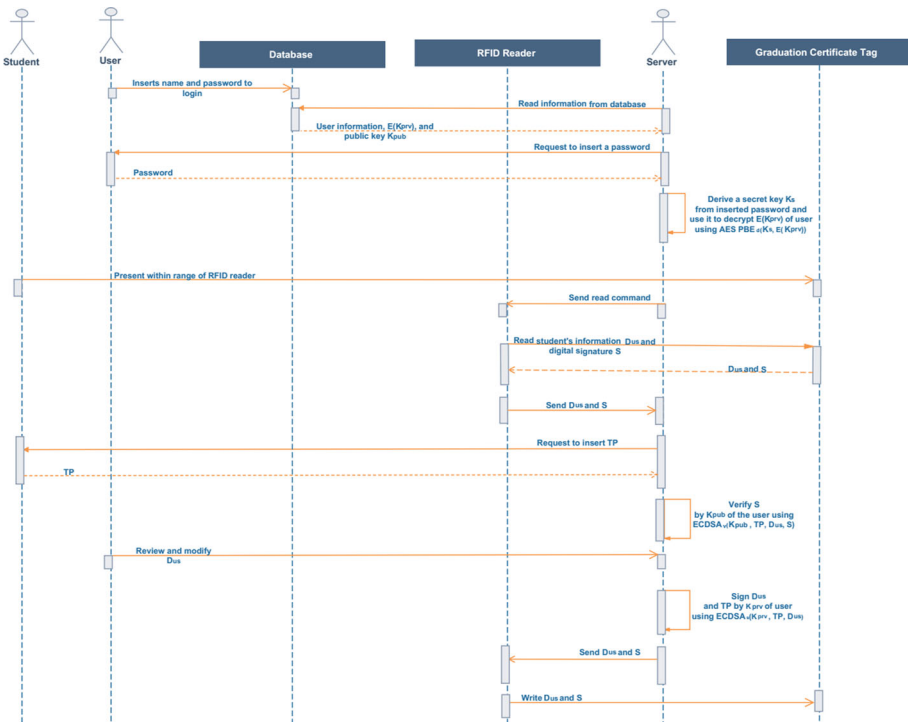 Student
User
Database
RFID Reader
Server
Graduation Certificate Tag
Inserts name and password to
login
Read information from database
User information, E(Kprv), and
public key Kpub
Request to insert a password
Password
Derive a secret key Ks
from inserted password and
use it to decrypt E(Kprv) of user
using AES PBE d(Ks, E( Kprv))
Present within range of RFID reader
Send read command
Read student's information Dus and
digital signature S
Dus and S
Send Dus and S
Request to insert TP
TP
Verify S
by Kpub of the user using
ECDSA v(Kpub , TP, Dus, S)
Review and modify
Dus
Sign Dus
and TP by Kprv of user
using ECDSA s(Kprv , TP, Dus)
Send Dus and S
Write Dus and S